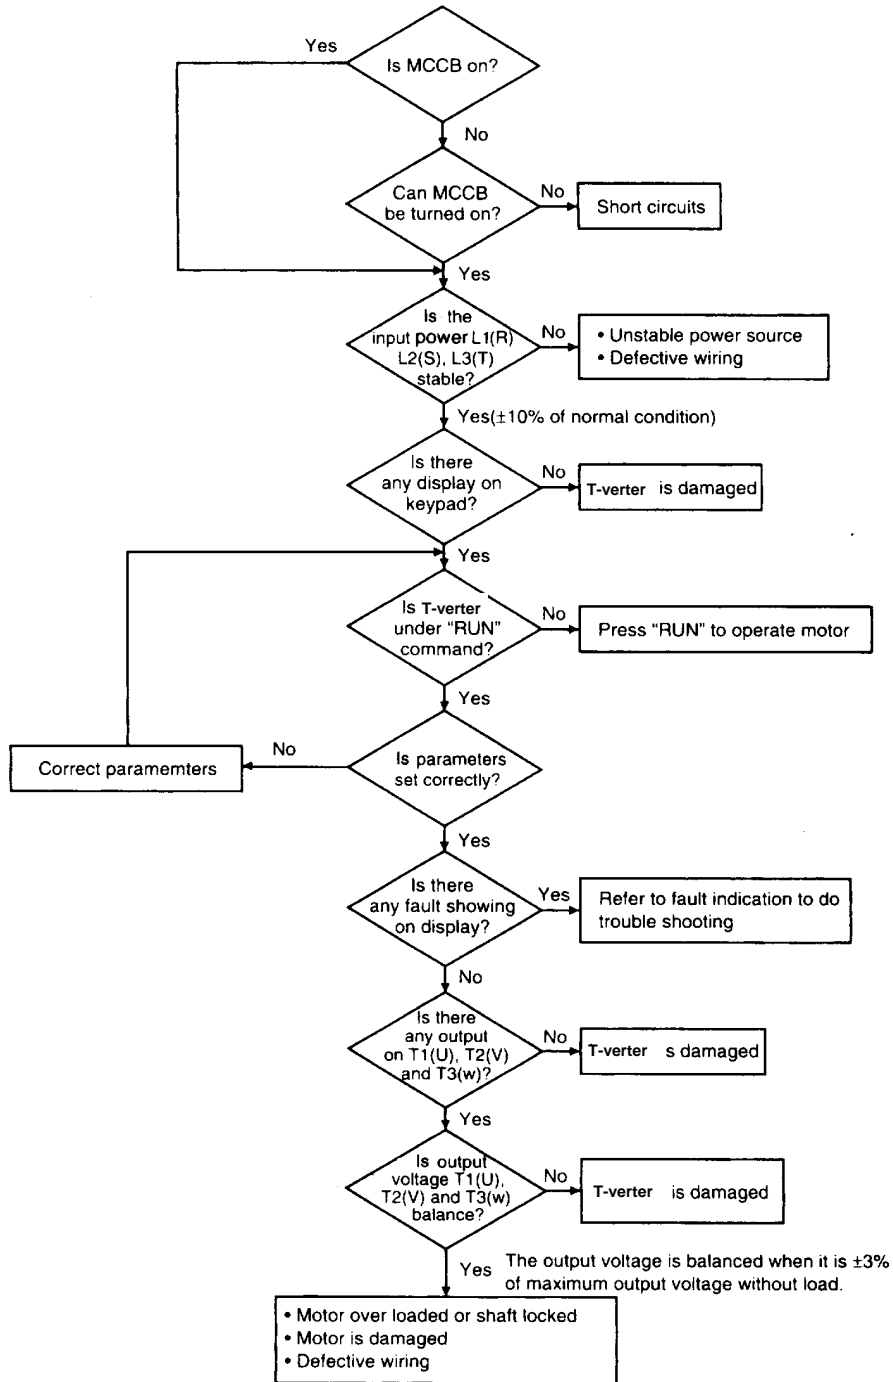 Yes
Is MCCB on?
No
Can MCCB
be turned on?
No
Short circuits
Yes
Is the
input power L1(R)
L2(S), L3(T)
stable?
No
• Unstable power source
• Defective wiring
Yes(±10% of normal condition)
Is there
any display on
keypad?
No
T-verter is damaged
Yes
Is T-verter
under “RUN”
command?
No
Press “RUN” to operate motor
Yes
Is parameters
set correctly?
No
Correct paramemters
Yes
Is there
any fault showing
on display?
Yes
Refer to fault indication to do
trouble shooting
No
Is there
any output
on T1(U), T2(V)
and T3(w)?
No
T-verter s damaged
Yes
Is output
voltage T1(U),
T2(V) and T3(w)
balance?
No
T-verter is damaged
Yes
The output voltage is balanced when it is ±3%
of maximum output voltage without load.
• Motor over loaded or shaft locked
• Motor is damaged
• Defective wiring